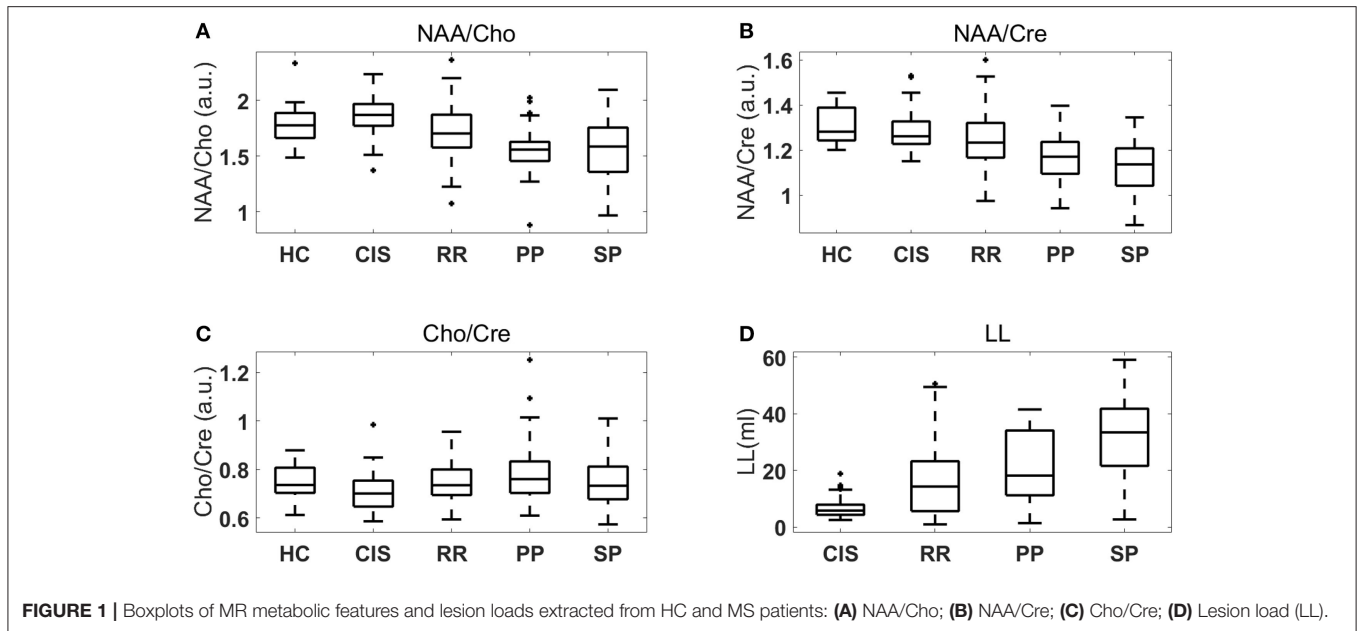 A
NAA/Cho
NAA/Cho (a.u.)
2
1.5
1
HC CIS RR PP SP
B
NAA/Cre
NAA/Cre (a.u.)
1.6
1.4
1.2
1
HC CIS RR PP SP
C
Cho/Cre
Cho/Cre (a.u.)
1.2
1
0.8
0.6
HC CIS RR PP SP
D
LL
LL(ml)
60
40
20
0
CIS RR PP SP
FIGURE 1 | Boxplots of MR metabolic features and lesion loads extracted from HC and MS patients: (A) NAA/Cho; (B) NAA/Cre; (C) Cho/Cre; (D) Lesion load (LL).